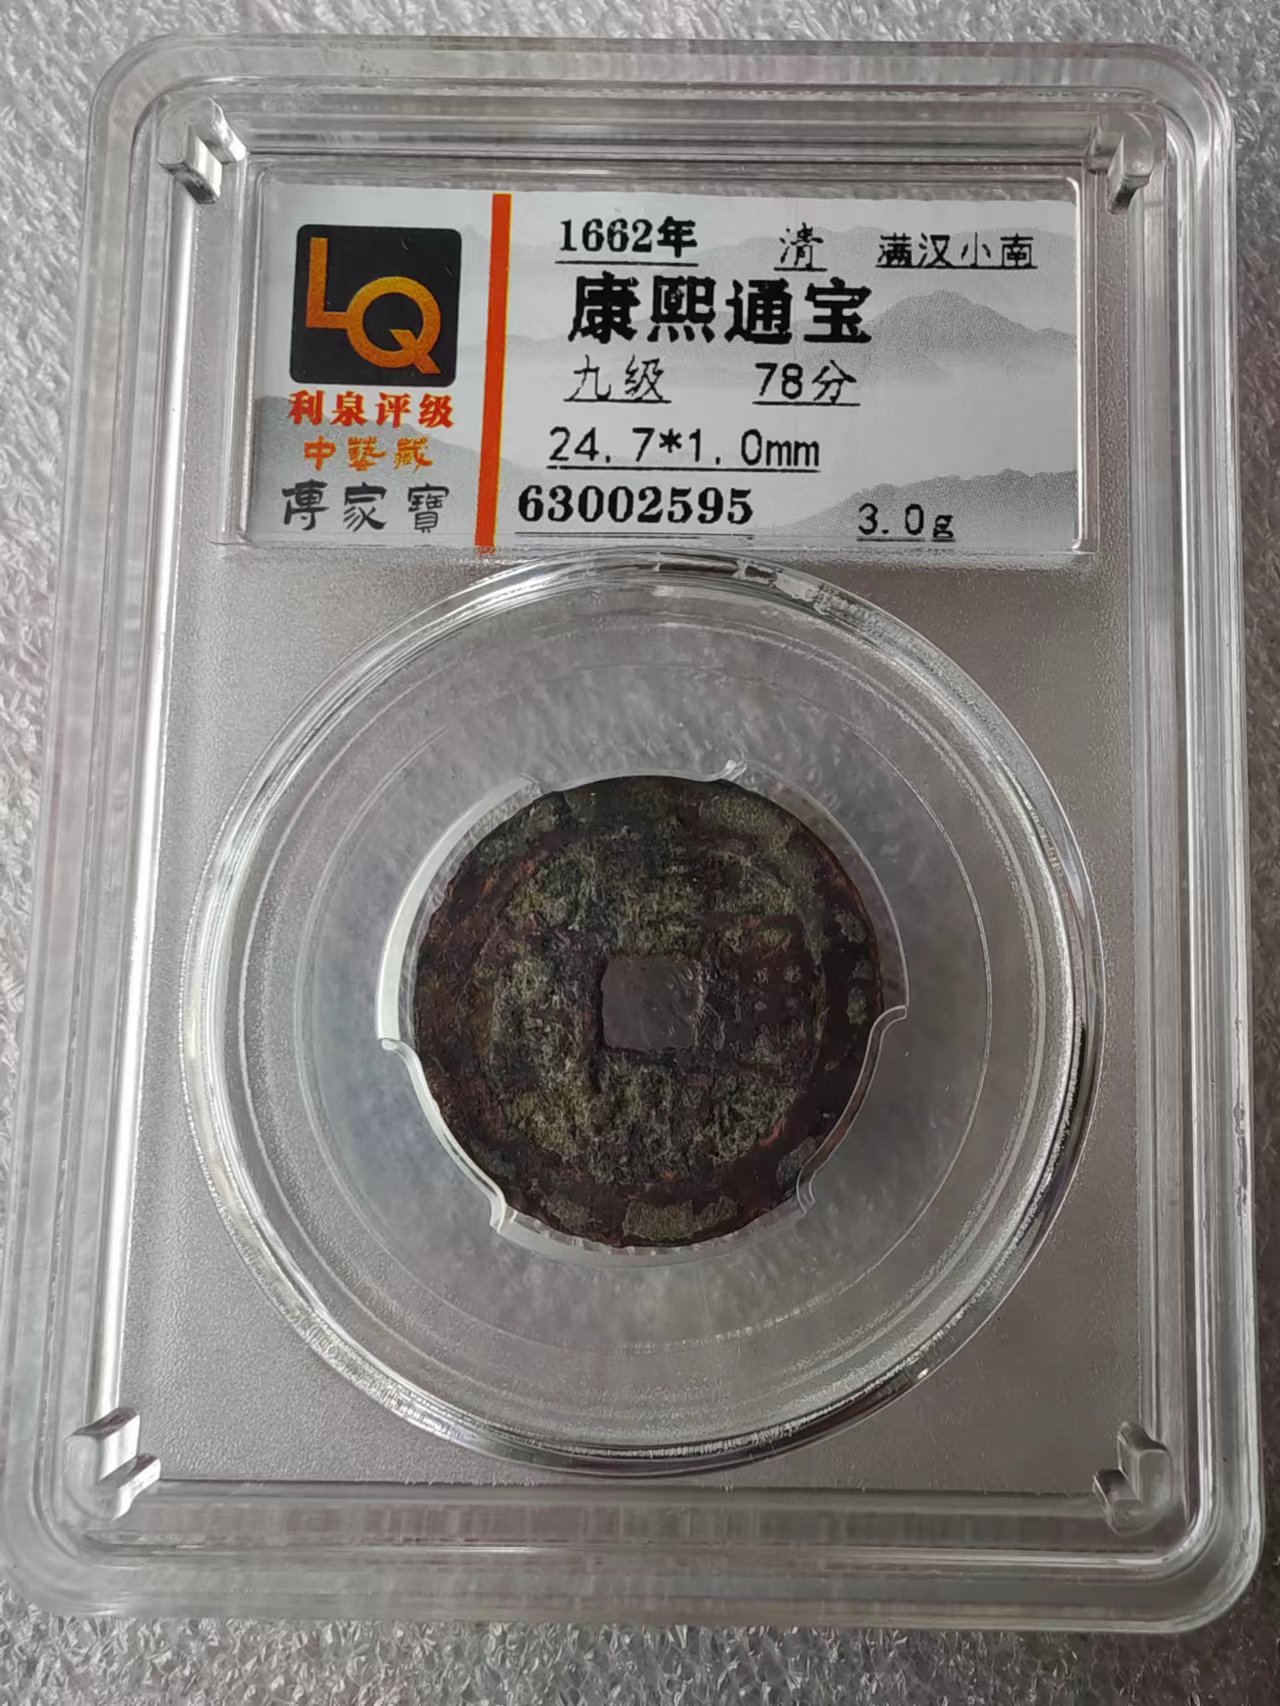 LQ
利泉评级
中藝藏
傳家寶
1662年 清 满汉小南
康熙通宝
九级 78分
24.7*1.0mm
63002595 3.0g